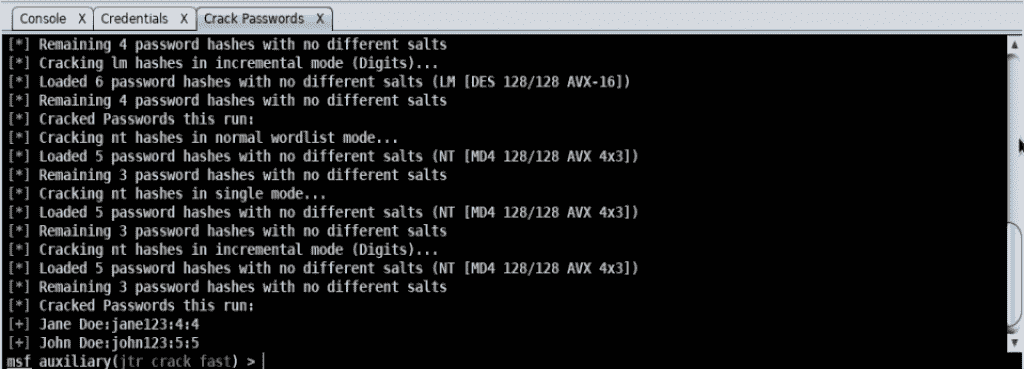 Console X Credentials X Crack Passwords X
[*] Remaining 4 password hashes with no different salts
[*] Cracking lm hashes in incremental mode (Digits)...
[*] Loaded 6 password hashes with no different salts (LM [DES 128/128 AVX-16])
[*] Remaining 4 password hashes with no different salts
[*] Cracked Passwords this run:
[*] Cracking nt hashes in normal wordlist mode...
[*] Loaded 5 password hashes with no different salts (NT [MD4 128/128 AVX 4x3])
[*] Remaining 3 password hashes with no different salts
[*] Cracking nt hashes in single mode...
[*] Loaded 5 password hashes with no different salts (NT [MD4 128/128 AVX 4x3])
[*] Remaining 3 password hashes with no different salts
[*] Cracking nt hashes in incremental mode (Digits)...
[*] Loaded 5 password hashes with no different salts (NT [MD4 128/128 AVX 4x3])
[*] Remaining 3 password hashes with no different salts
[*] Cracked Passwords this run:
[+] Jane Doe:jane123:4:4
[+] John Doe:john123:5:5
msf auxiliary(jtr_crack_fast) >